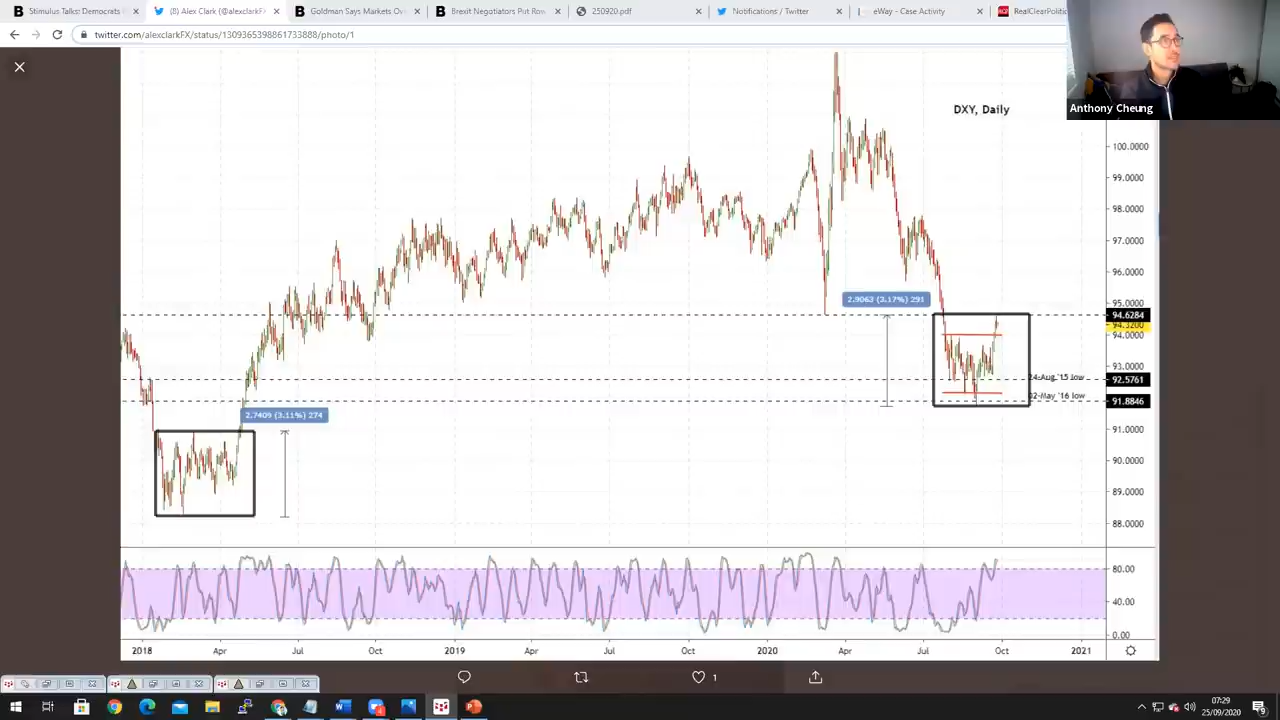 Stimulus Talks: Democrats
(8) Alex Clark (@alexclarkFX
Goldman Says Markets Ov
Brexit Negotiators Put Row
250920.pdf
Notifications / Twitter
eWay - Case Activity
RealClearPoliti
twitter.com/alexclarkFX/status/1309365398861733888/photo/1
Anthony Cheung
DXY, Daily
100.0000
99.0000
98.0000
97.0000
96.0000
95.0000
2.9063 (3.17%) 291
94.6284
94.3200
94.0000
93.0000
24-Aug '15 low
92.5761
02-May '16 low
91.8846
2.7409 (3.11%) 274
91.0000
90.0000
89.0000
88.0000
80.00
40.00
0.00
2018
Apr
Jul
Oct
2019
Apr
Jul
Oct
2020
Apr
Jul
Oct
2021
1
07:29
25/09/2020